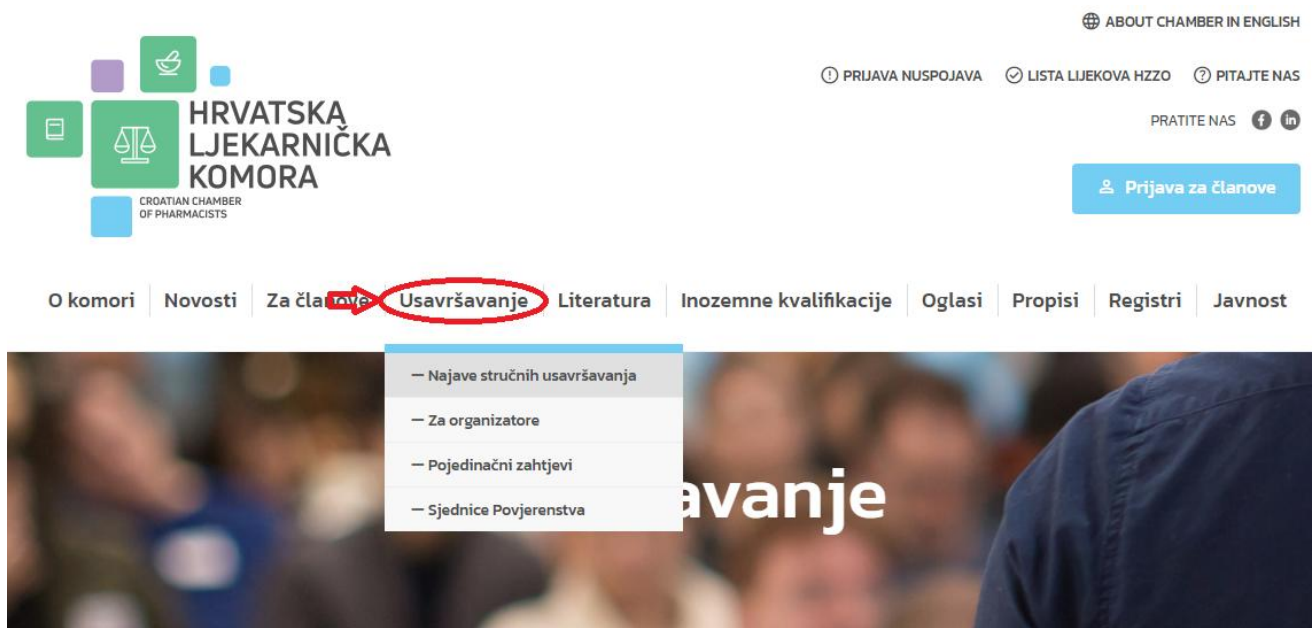 ABOUT CHAMBER IN ENGLISH
PRIJAVA NUSPOJAVA LISTA LIJEKOVA HZZO PITAJTE NAS
PRATITE NAS
HRVATSKA
LJEKARNIČKA
KOMORA
CROATIAN CHAMBER
OF PHARMACISTS
Prijava za članove
O komori Novosti Za članove Usavršavanje Literatura Inozemne kvalifikacije Oglasi Propisi Registri Javnost
— Najave stručnih usavršavanja
— Za organizatore
— Pojedinačni zahtjevi
— Sjednice Povjerenstva
avanje